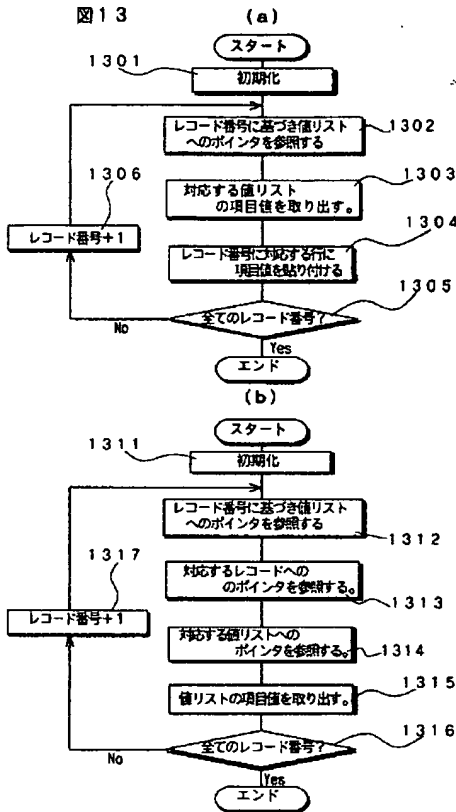 図13
(a)
スタート
1301
初期化
レコード番号に基づき値リスト
へのポインタを参照する
1302
1303
1306
対応する値リスト
の項目値を取り出す。
1304
レコード番号+1
レコード番号に対応する行に
項目値を貼り付ける
1305
全てのレコード番号?
No
Yes
エンド
(b)
スタート
1311
初期化
レコード番号に基づき値リスト
へのポインタを参照する
1312
1317
対応するレコードへの
のポインタを参照する。
1313
レコード番号+1
対応する値リストへの
ポインタを参照する。
1314
1315
値リストの項目値を取り出す。
1316
全てのレコード番号?
No
Yes
エンド